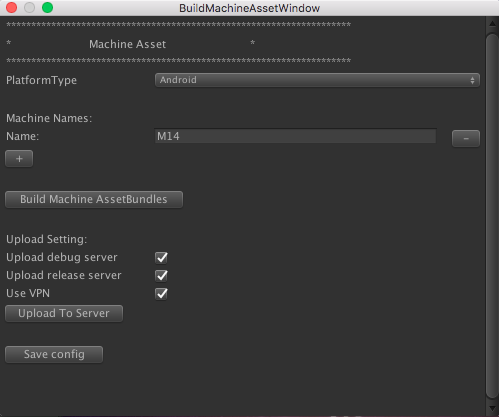 BuildMachineAssetWindow
******************************************************************
* Machine Asset *
******************************************************************
PlatformType Android
Machine Names:
Name: M14 -
+
Build Machine AssetBundles
Upload Setting:
Upload debug server
Upload release server
Use VPN
Upload To Server
Save config